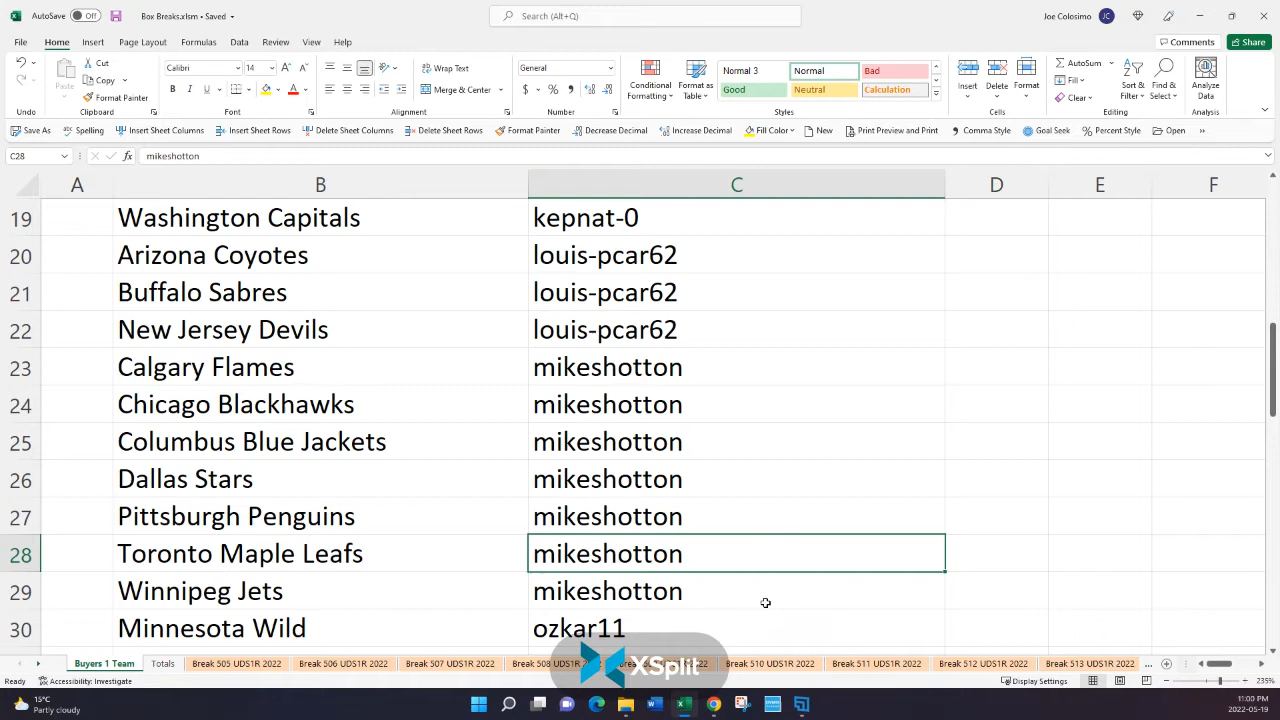 AutoSave Off Box Breaks.xlsm • Saved Search (Alt+Q) Joe Colosimo JC
File Home Insert Page Layout Formulas Data Review View Help Comments Share
Cut Calibri 14 Wrap Text General Normal 3 Normal Bad AutoSum
Copy Fill
Paste Format Painter B I U A Merge & Center $ % Conditional Formatting Format as Table Good Neutral Calculation Insert Delete Format Clear Sort & Filter Find & Select Analyze Data
Undo Clipboard Font Alignment Number Styles Cells Editing Analysis
Save As Spelling Insert Sheet Columns Insert Sheet Rows Delete Sheet Columns Delete Sheet Rows Format Painter Decrease Decimal Increase Decimal Fill Color New Print Preview and Print Comma Style Goal Seek Percent Style Open
C28 fx mikeshotton
A B C D E F
19 Washington Capitals kepnat-0
20 Arizona Coyotes louis-pcar62
21 Buffalo Sabres louis-pcar62
22 New Jersey Devils louis-pcar62
23 Calgary Flames mikeshotton
24 Chicago Blackhawks mikeshotton
25 Columbus Blue Jackets mikeshotton
26 Dallas Stars mikeshotton
27 Pittsburgh Penguins mikeshotton
28 Toronto Maple Leafs mikeshotton
29 Winnipeg Jets mikeshotton
30 Minnesota Wild ozkar11
Buyers 1 Team Totals Break 505 UDS1R 2022 Break 506 UDS1R 2022 Break 507 UDS1R 2022 Break 508 2022 Break 510 UDS1R 2022 Break 511 UDS1R 2022 Break 512 UDS1R 2022 Break 513 UDS1R 2022 ...
XSplit
Ready Accessibility: Investigate Display Settings 235%
15°C 11:00 PM
Partly cloudy 2022-05-19